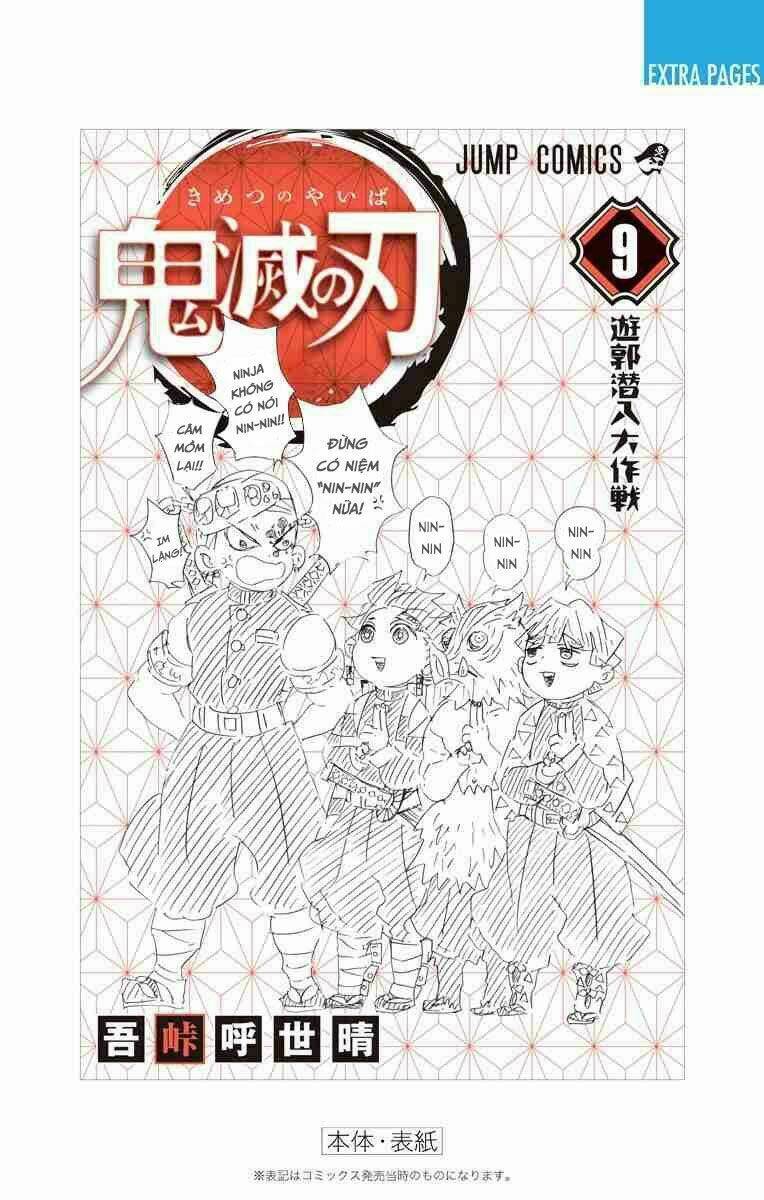 EXTRA PAGES
JUMP COMICS
きめつのやいば
鬼滅の刃
9
遊郭潜入大作戦
NINJA
KHÔNG
CÓ NÓI
NIN-NIN!!
CÂM
MỒM
LẠI!!
ĐỪNG
CÓ NIỆM
"NIN-NIN"
NỮA!
IM
LẶNG!
NIN-
NIN
NIN-
NIN
NIN-
NIN
吾峠呼世晴
本体・表紙
※表記はコミックス発売当時のものになります。